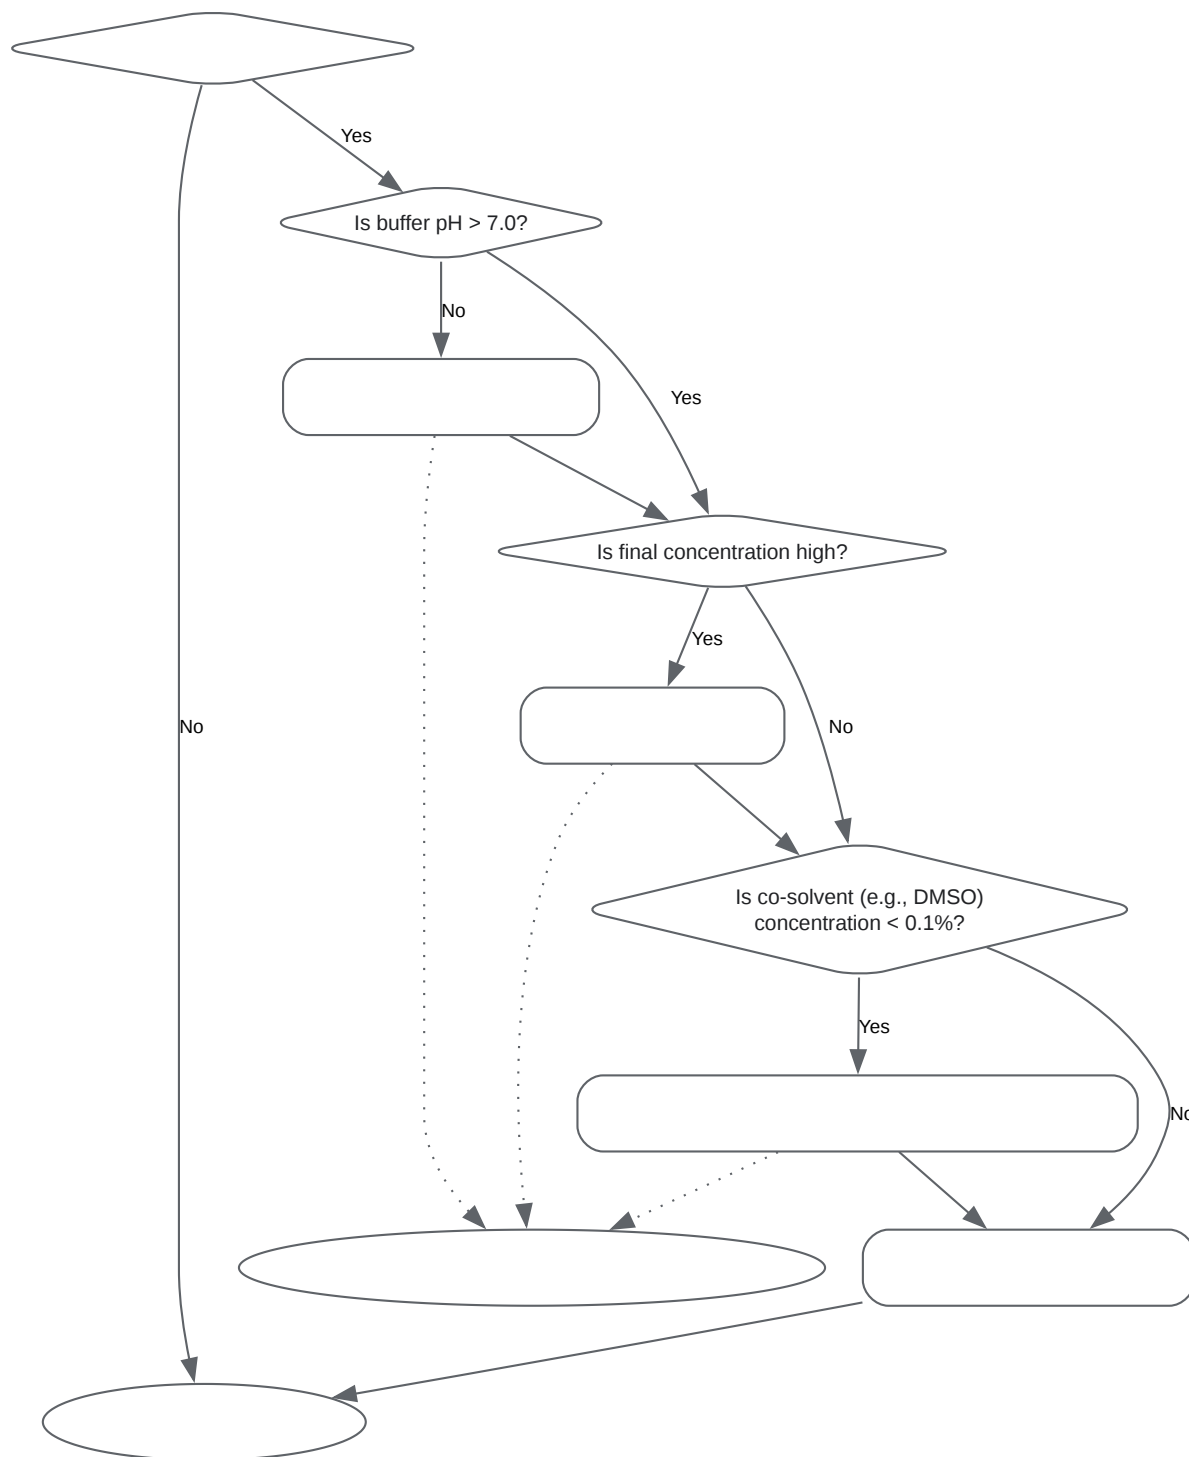 Yes
Is buffer pH > 7.0?
No
Yes
Is final concentration high?
Yes
No
No
Is co-solvent (e.g., DMSO)
concentration < 0.1%?
Yes
No